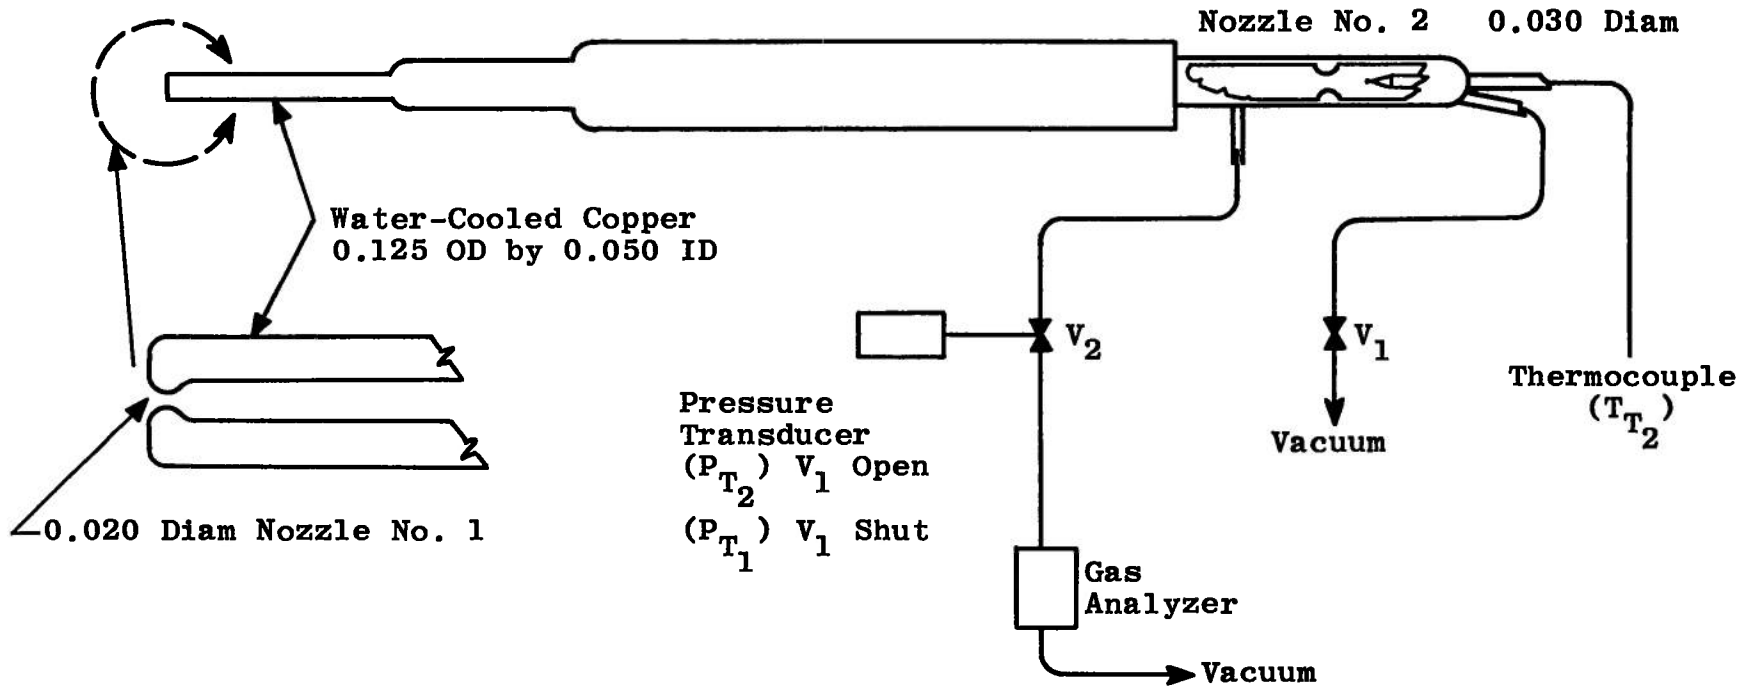 Nozzle No. 2 0.030 Diam
Water-Cooled Copper
0.125 OD by 0.050 ID
V2
V1
Thermocouple
(TT2)
Pressure
Transducer
(PT2) V1 Open
(PT1) V1 Shut
Vacuum
0.020 Diam Nozzle No. 1
Gas
Analyzer
Vacuum